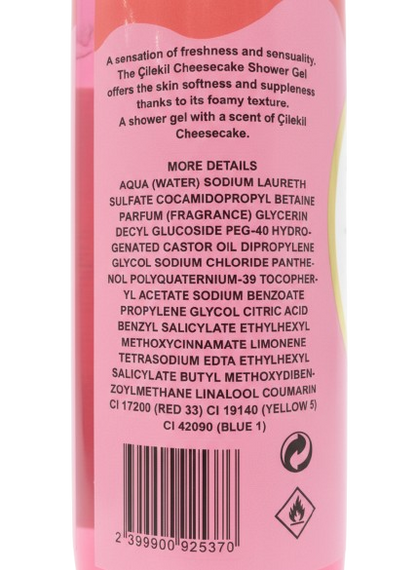 A sensation of freshness and sensuality.
The Çilekil Cheesecake Shower Gel
offers the skin softness and suppleness
thanks to its foamy texture.
A shower gel with a scent of Çilekil
Cheesecake.
MORE DETAILS
AQUA (WATER) SODIUM LAURETH
SULFATE COCAMIDOPROPYL BETAINE
PARFUM (FRAGRANCE) GLYCERIN
DECYL GLUCOSIDE PEG-40 HYDRO-
GENATED CASTOR OIL DIPROPYLENE
GLYCOL SODIUM CHLORIDE PANTHE-
NOL POLYQUATERNIUM-39 TOCOPHER-
YL ACETATE SODIUM BENZOATE
PROPYLENE GLYCOL CITRIC ACID
BENZYL SALICYLATE ETHYLHEXYL
METHOXYCINNAMATE LIMONENE
TETRASODIUM EDTA ETHYLHEXYL
SALICYLATE BUTYL METHOXYDIBEN-
ZOYLMETHANE LINALOOL COUMARIN
CI 17200 (RED 33) CI 19140 (YELLOW 5)
CI 42090 (BLUE 1)
2 399900 925370